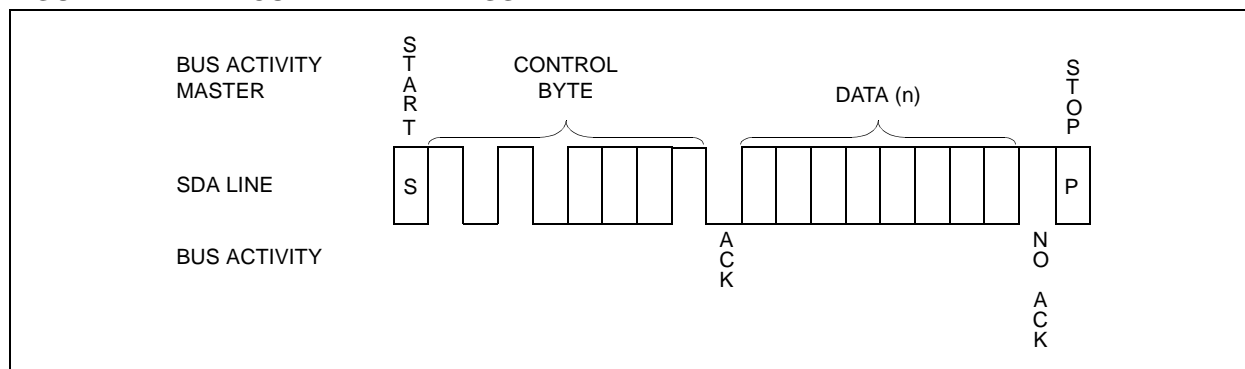 BUS ACTIVITY
MASTER
START
CONTROL
BYTE
DATA (n)
STOP
SDA LINE
S
P
BUS ACTIVITY
ACK
NO ACK